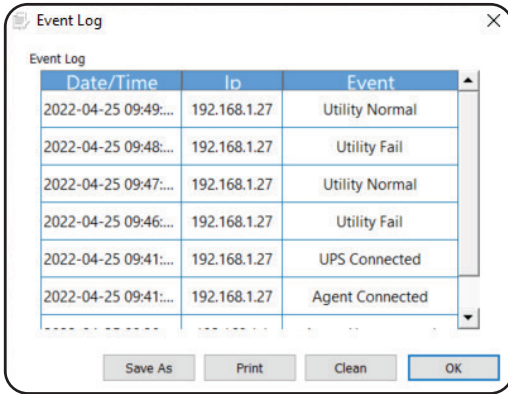 Event Log
Event Log
Date/Time Ip Event
2022-04-25 09:49:... 192.168.1.27 Utility Normal
2022-04-25 09:48:... 192.168.1.27 Utility Fail
2022-04-25 09:47:... 192.168.1.27 Utility Normal
2022-04-25 09:46:... 192.168.1.27 Utility Fail
2022-04-25 09:41:... 192.168.1.27 UPS Connected
2022-04-25 09:41:... 192.168.1.27 Agent Connected
Save As Print Clean OK